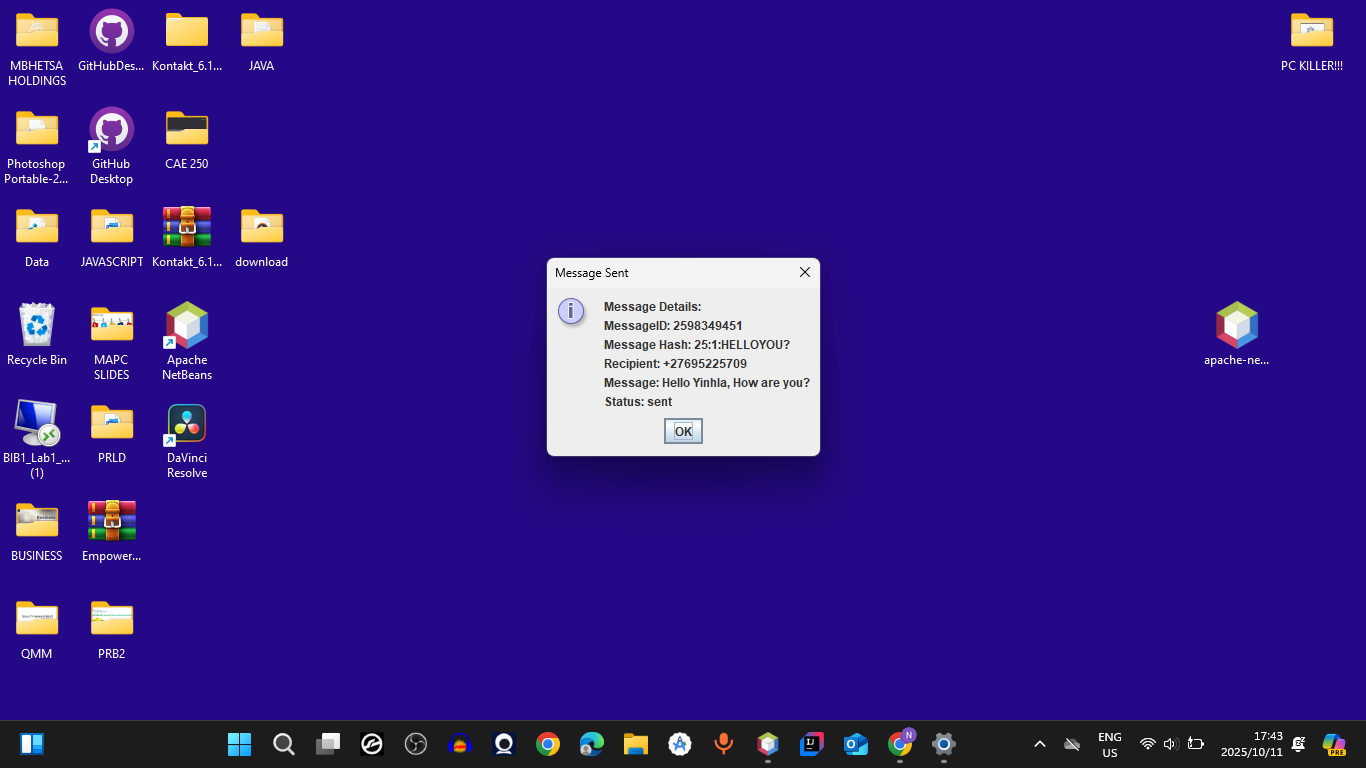 MBHETSA
HOLDINGS
GitHubDes...
Kontakt_6.1...
JAVA
PC KILLER!!!
Photoshop
Portable-2...
GitHub
Desktop
CAE 250
Data
JAVASCRIPT
Kontakt_6.1...
download
Message Sent
Message Details:
MessageID: 2598349451
Message Hash: 25:1:HELLOYOU?
Recipient: +27695225709
Message: Hello Yinhla, How are you?
Status: sent
OK
Recycle Bin
MAPC
SLIDES
Apache
NetBeans
apache-ne...
BIB1_Lab1_...
(1)
PRLD
DaVinci
Resolve
BUSINESS
Empower...
QMM
PRB2
ENG
US
17:43
2025/10/11
N
PRE